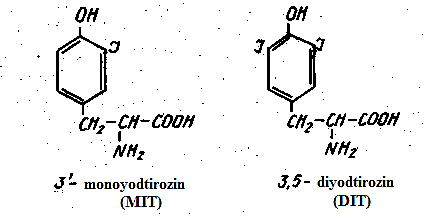 OH OH
J J J
CH₂-CH-COOH CH₂-CH-COOH
NH₂ NH₂
3'- monoyodtirozin 3,5- diyodtirozin
(MIT) (DIT)